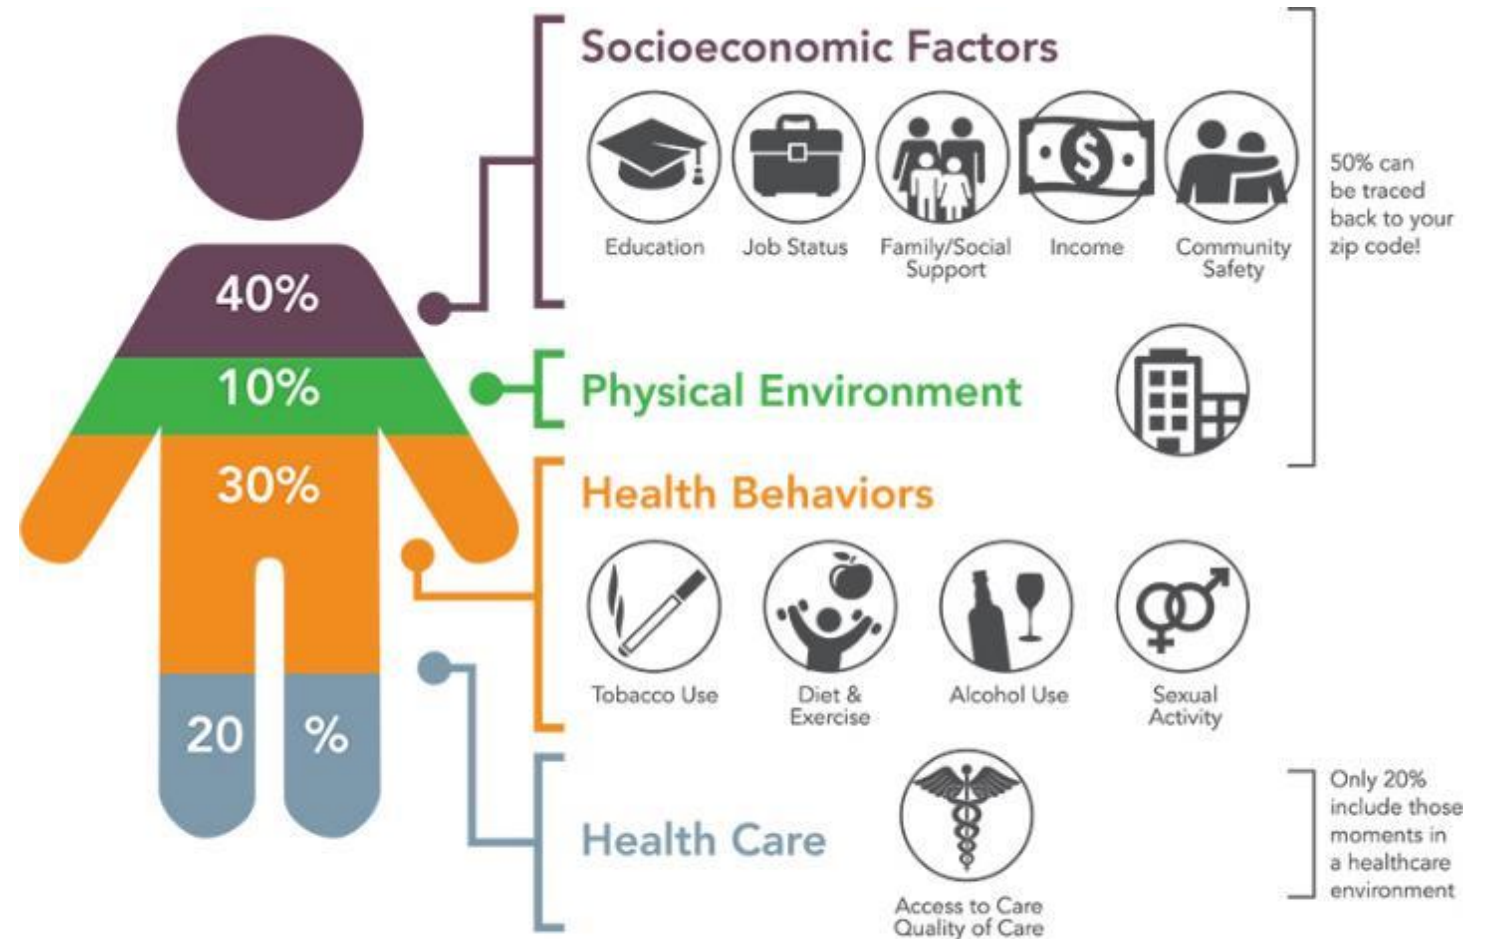 Socioeconomic Factors
Education
Job Status
Family/Social
Support
Income
Community
Safety
50% can
be traced
back to your
zip code!
40%
10%
Physical Environment
30%
Health Behaviors
Tobacco Use
Diet &
Exercise
Alcohol Use
Sexual
Activity
20 %
Health Care
Access to Care
Quality of Care
Only 20%
include those
moments in
a healthcare
environment